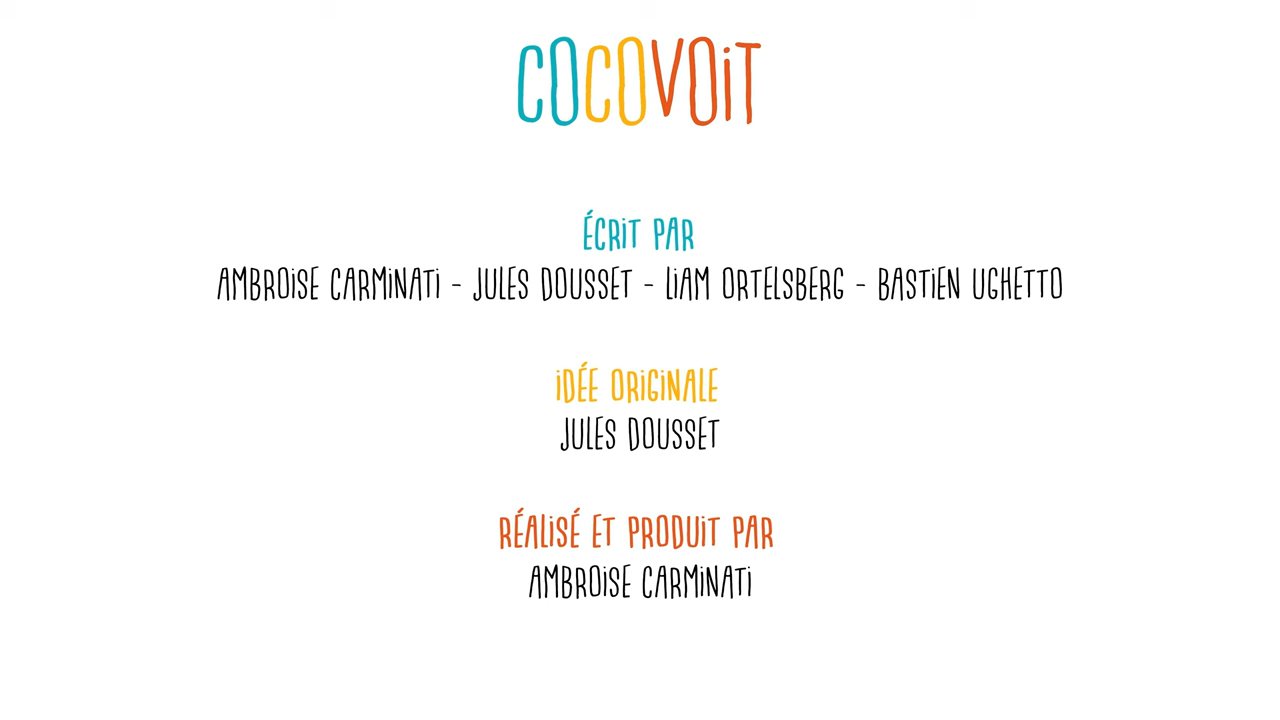 COCOVOIT
ÉCRIT PAR
AMBROISE CARMINATI - JULES DOUSSET - LIAM ORTELSBERG - BASTIEN UGHETTO
IDÉE ORIGINALE
JULES DOUSSET
RÉALISÉ ET PRODUIT PAR
AMBROISE CARMINATI